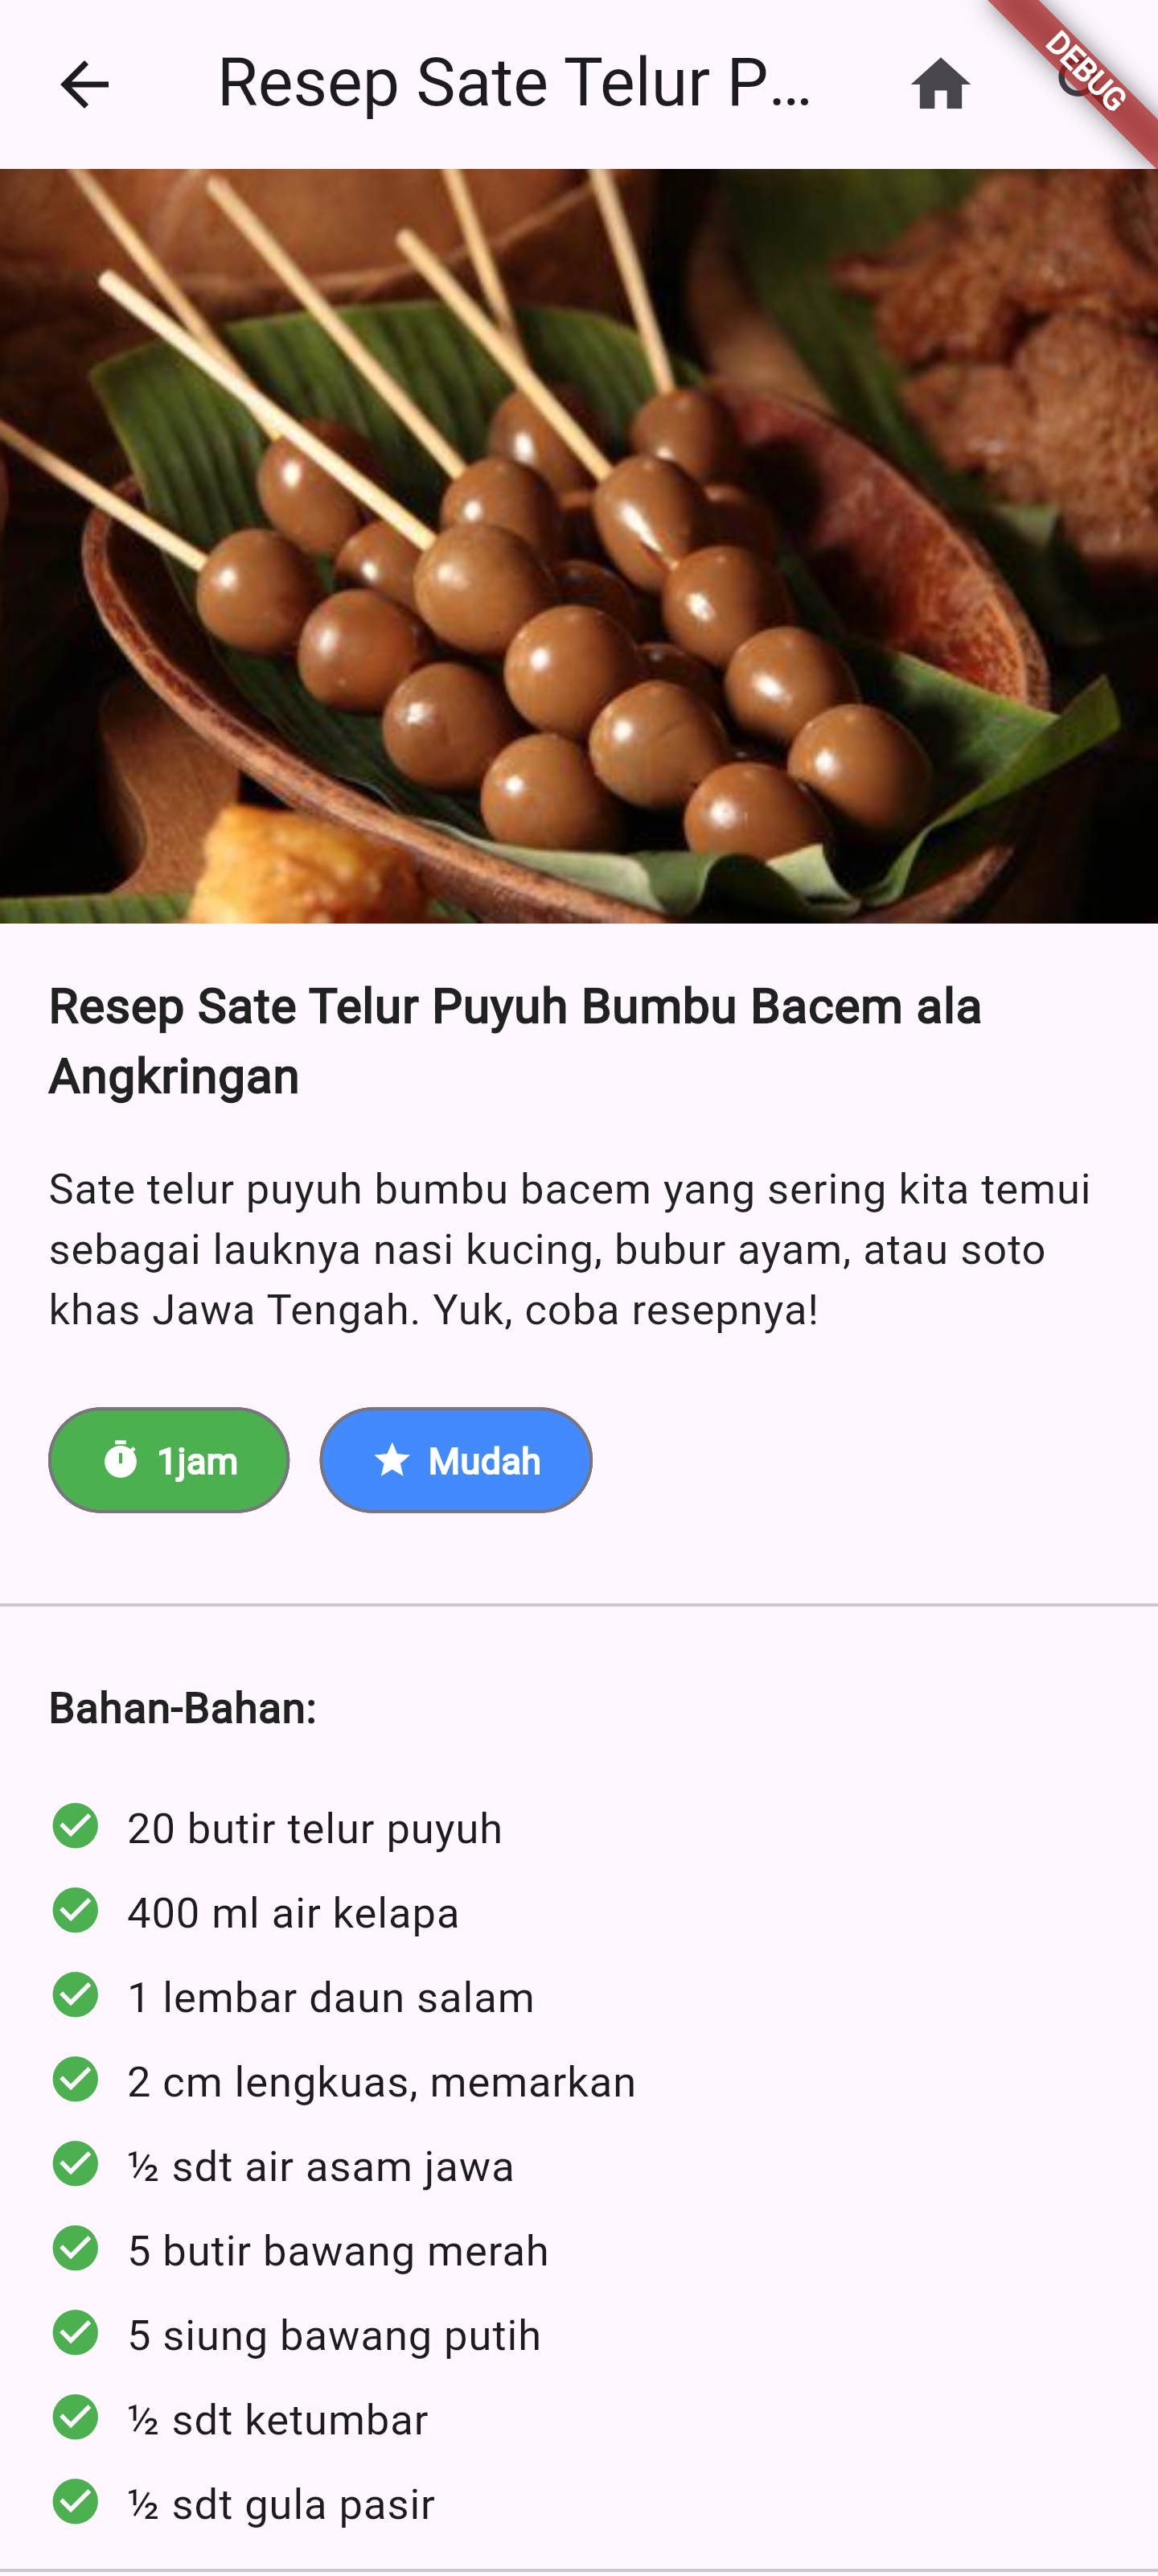 Resep Sate Telur P...
DEBUG
Resep Sate Telur Puyuh Bumbu Bacem ala
Angkringan
Sate telur puyuh bumbu bacem yang sering kita temui
sebagai lauknya nasi kucing, bubur ayam, atau soto
khas Jawa Tengah. Yuk, coba resepnya!
1jam
Mudah
Bahan-Bahan:
20 butir telur puyuh
400 ml air kelapa
1 lembar daun salam
2 cm lengkuas, memarkan
½ sdt air asam jawa
5 butir bawang merah
5 siung bawang putih
½ sdt ketumbar
½ sdt gula pasir